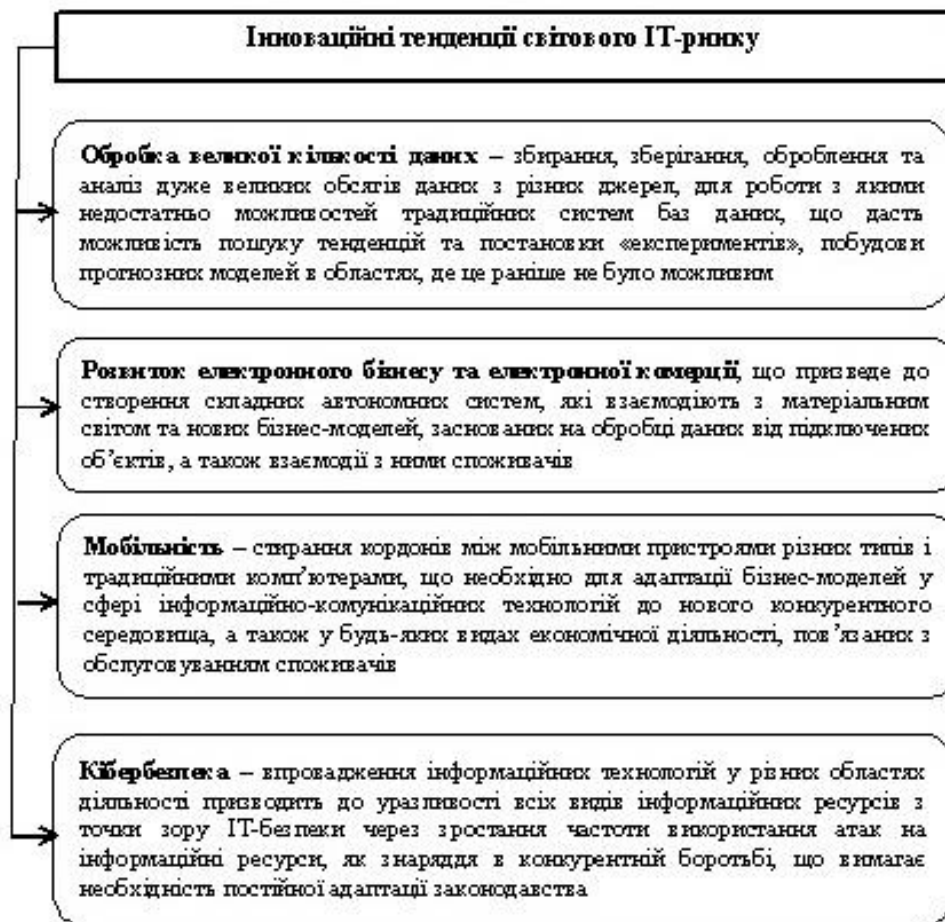 Інноваційні тенденції світового ІТ-ринку
Обробка великої кількості даних – збирання, зберігання, оброблення та
аналіз дуже великих обсягів даних з різних джерел, для роботи з якими
недостатньо можливостей традиційних систем баз даних, що дасть
можливість пошуку тенденцій та постановки «експериментів», побудови
прогнозних моделей в областях, де це раніше не було можливим
Розвиток електронного бізнесу та електронної комерції, що призведе до
створення складних автономних систем, які взаємодіють з матеріальним
світом та нових бізнес-моделей, заснованих на обробці даних від підключених
об’єктів, а також взаємодії з ними споживачів
Мобільність – стирання кордонів між мобільними пристроями різних типів і
традиційними комп’ютерами, що необхідно для адаптації бізнес-моделей у
сфері інформаційно-комунікаційних технологій до нового конкурентного
середовища, а також у будь-яких видах економічної діяльності, пов’язаних з
обслуговуванням споживачів
Кібербезпека – впровадження інформаційних технологій у різних областях
діяльності призводить до уразливості всіх видів інформаційних ресурсів з
точки зору ІТ-безпеки через зростання частоти використання атак на
інформаційні ресурси, як знаряддя в конкурентній боротьбі, що вимагає
необхідність постійної адаптації законодавства